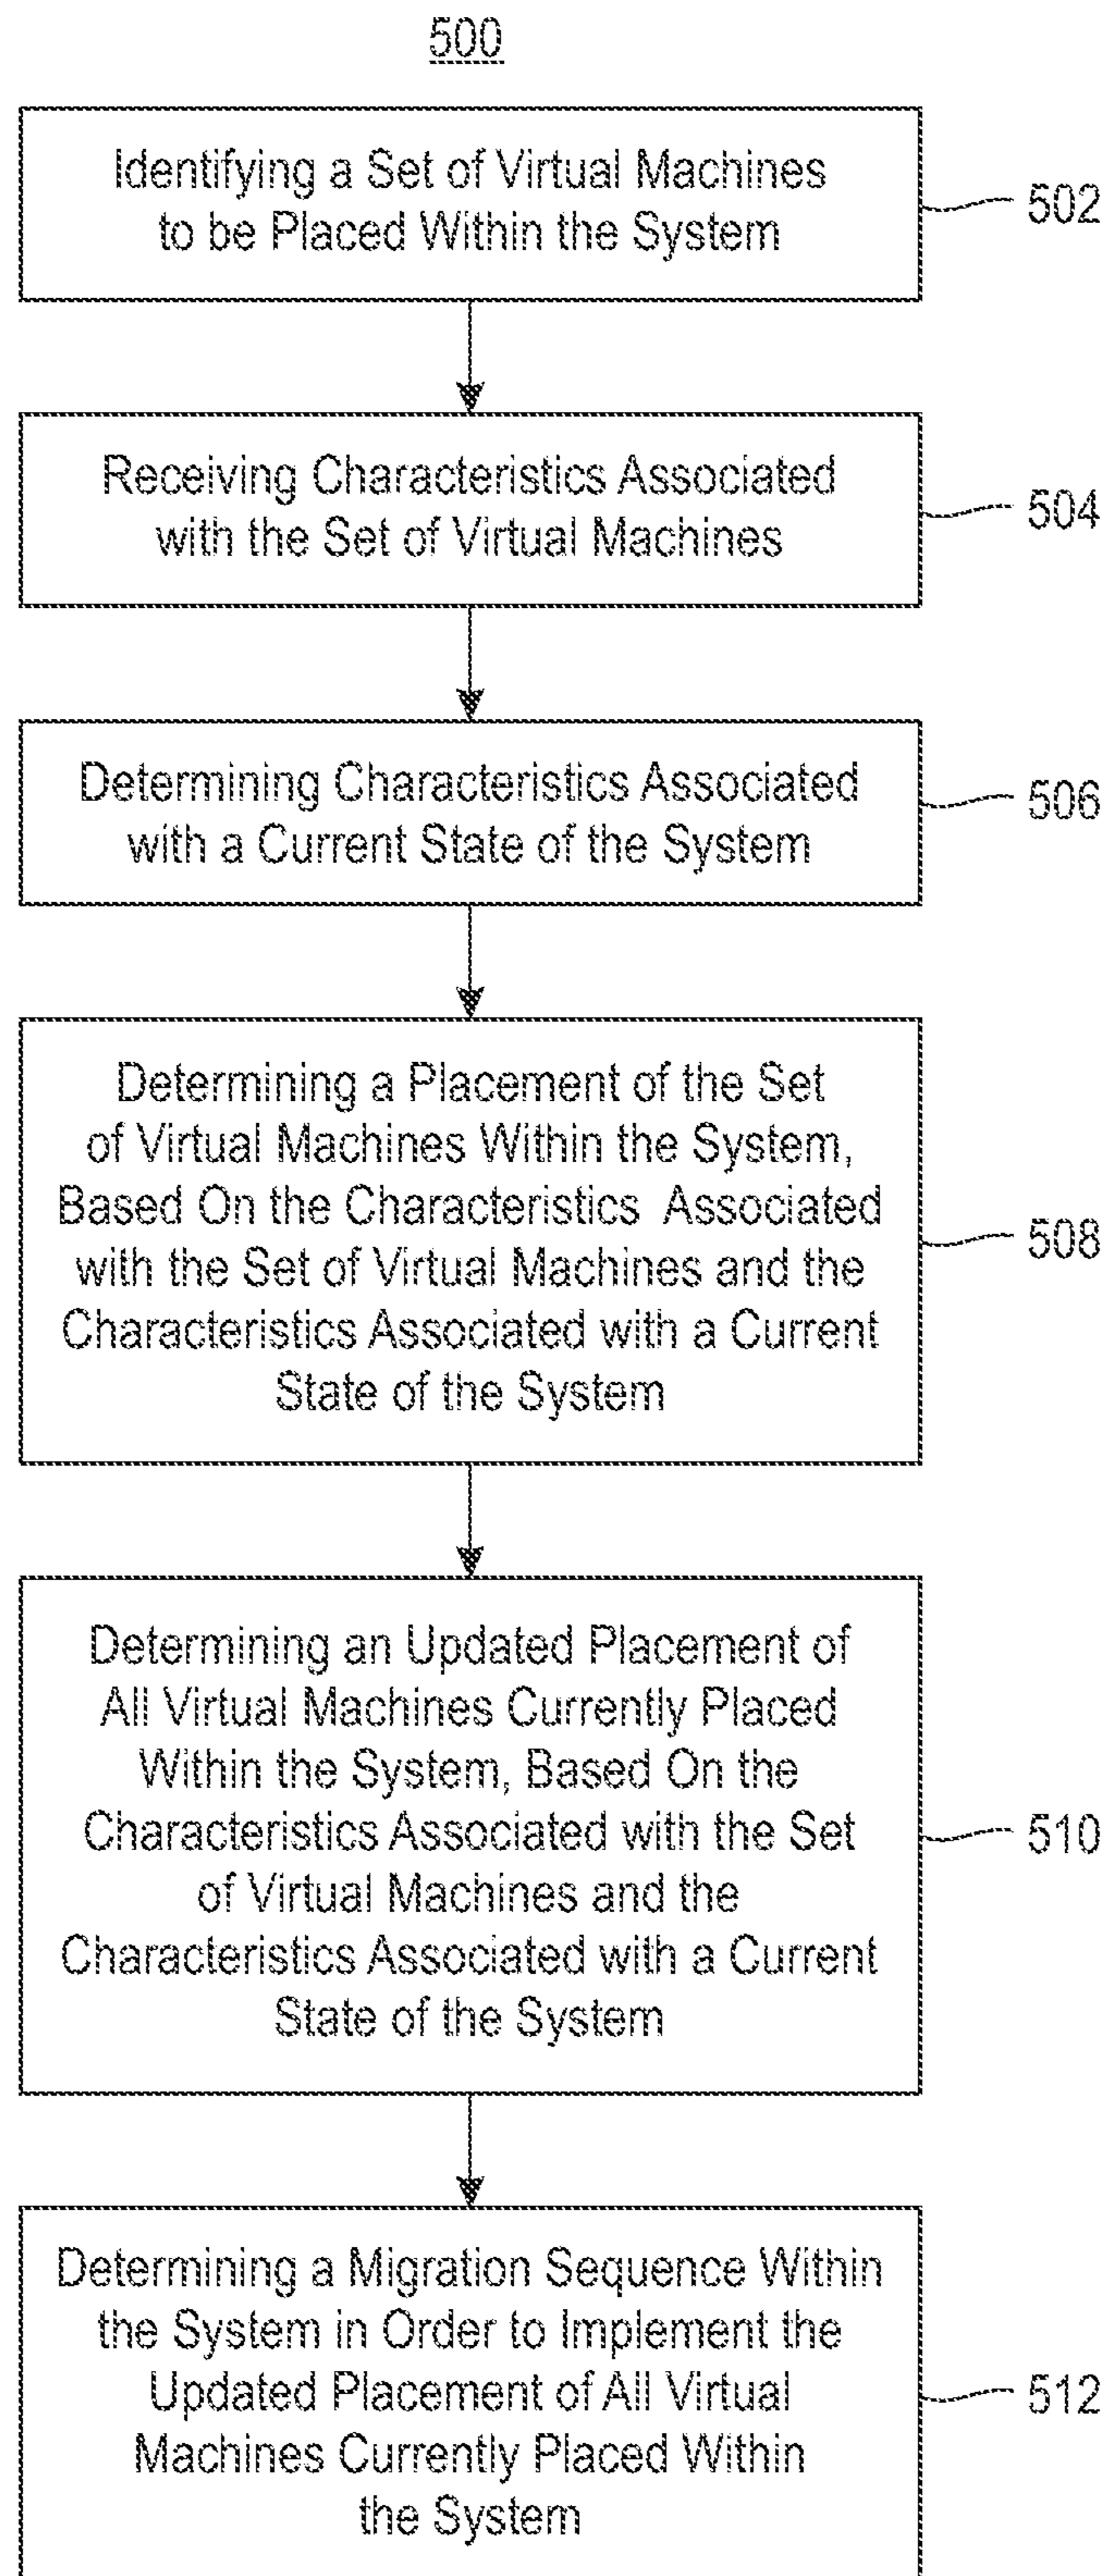 500
Identifying a Set of Virtual Machines
to be Placed Within the System
502
Receiving Characteristics Associated
with the Set of Virtual Machines
504
Determining Characteristics Associated
with a Current State of the System
506
Determining a Placement of the Set
of Virtual Machines Within the System,
Based On the Characteristics Associated
with the Set of Virtual Machines and the
Characteristics Associated with a Current
State of the System
508
Determining an Updated Placement of
All Virtual Machines Currently Placed
Within the System, Based On the
Characteristics Associated with the Set
of Virtual Machines and the
Characteristics Associated with a Current
State of the System
510
Determining a Migration Sequence Within
the System in Order to Implement the
Updated Placement of All Virtual
Machines Currently Placed Within
the System
512